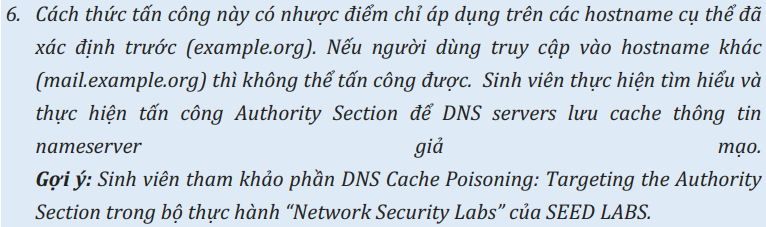 6. Cách thức tấn công này có nhược điểm chỉ áp dụng trên các hostname cụ thể đã
xác định trước (example.org). Nếu người dùng truy cập vào hostname khác
(mail.example.org) thì không thể tấn công được. Sinh viên thực hiện tìm hiểu và
thực hiện tấn công Authority Section để DNS servers lưu cache thông tin
nameserver giả mạo.
Gợi ý: Sinh viên tham khảo phần DNS Cache Poisoning: Targeting the Authority
Section trong bộ thực hành “Network Security Labs” của SEED LABS.